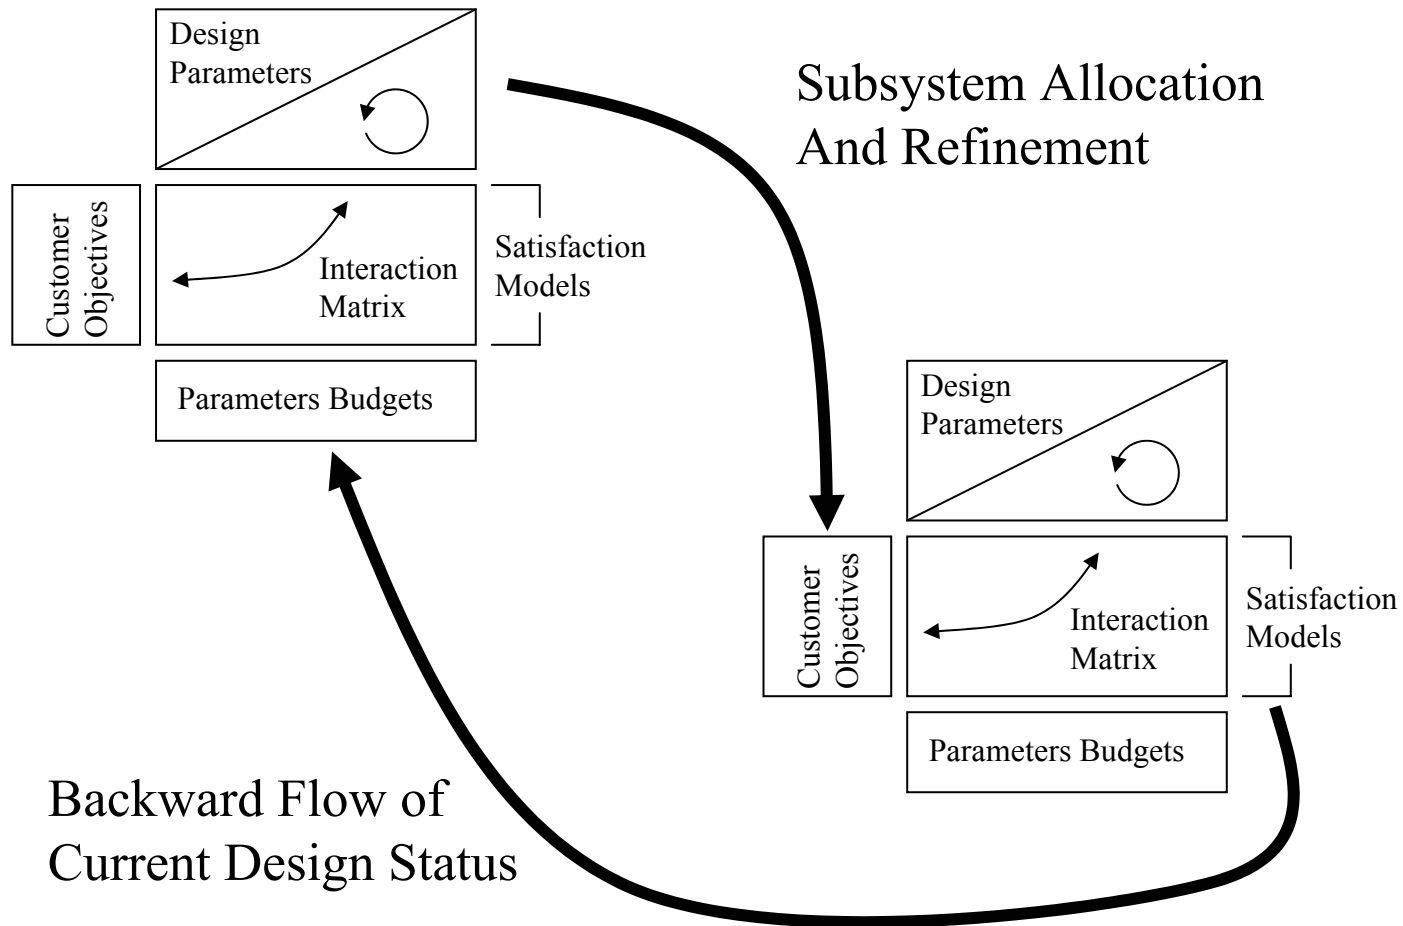 Design
Parameters
Subsystem Allocation
And Refinement
Customer
Objectives
Interaction
Matrix
Satisfaction
Models
Parameters Budgets
Design
Parameters
Customer
Objectives
Interaction
Matrix
Satisfaction
Models
Parameters Budgets
Backward Flow of
Current Design Status